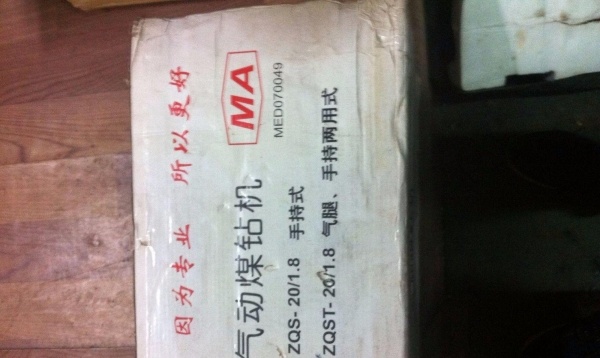 因为专业 所以更好
MA
MED070049
气动煤钻机
ZQS-20/1.8 手持式
ZQST-20/1.8 气腿、手持两用式